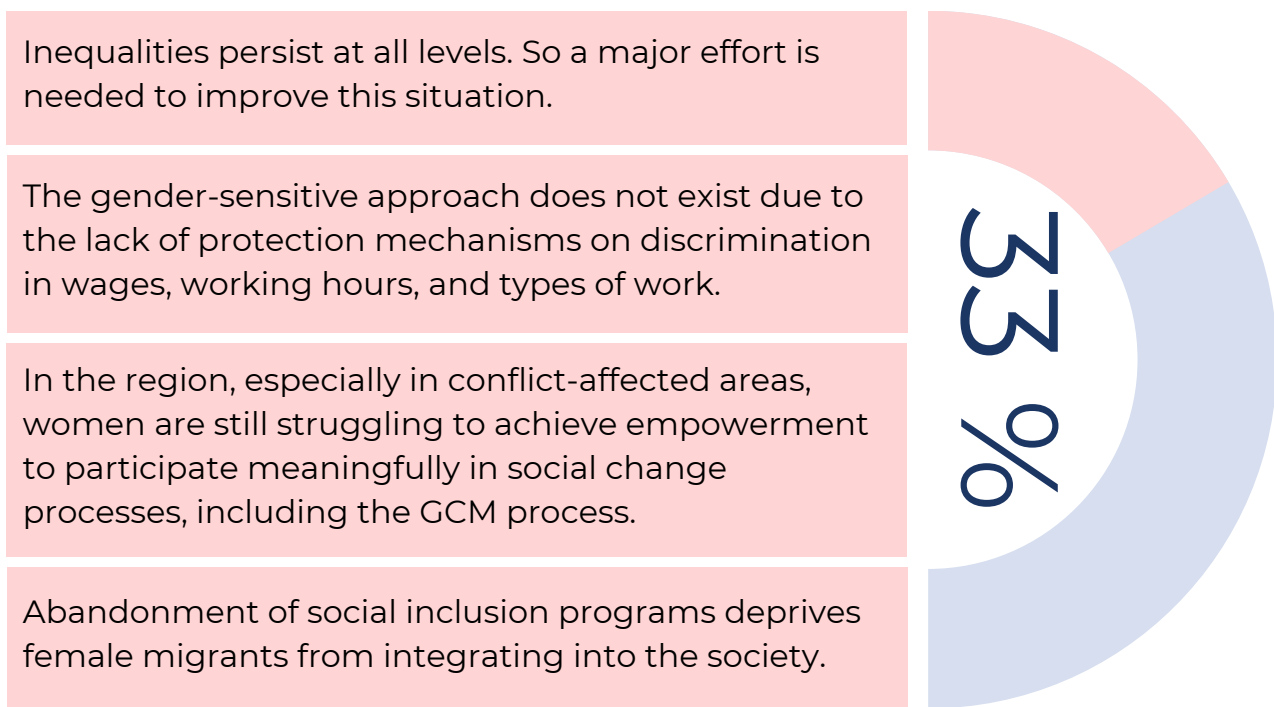 Inequalities persist at all levels. So a major effort is
needed to improve this situation.
The gender-sensitive approach does not exist due to
the lack of protection mechanisms on discrimination
in wages, working hours, and types of work.
In the region, especially in conflict-affected areas,
women are still struggling to achieve empowerment
to participate meaningfully in social change
processes, including the GCM process.
Abandonment of social inclusion programs deprives
female migrants from integrating into the society.
33 %